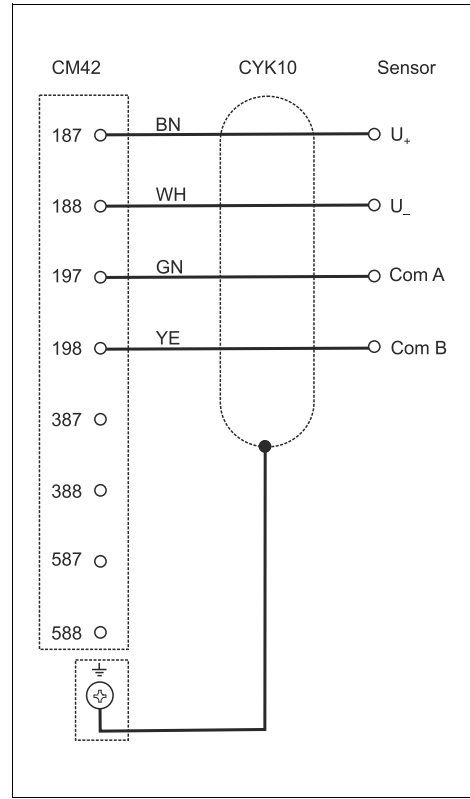 CM42 CYK10 Sensor
187 BN U+
188 WH U_
197 GN Com A
198 YE Com B
387
388
587
588